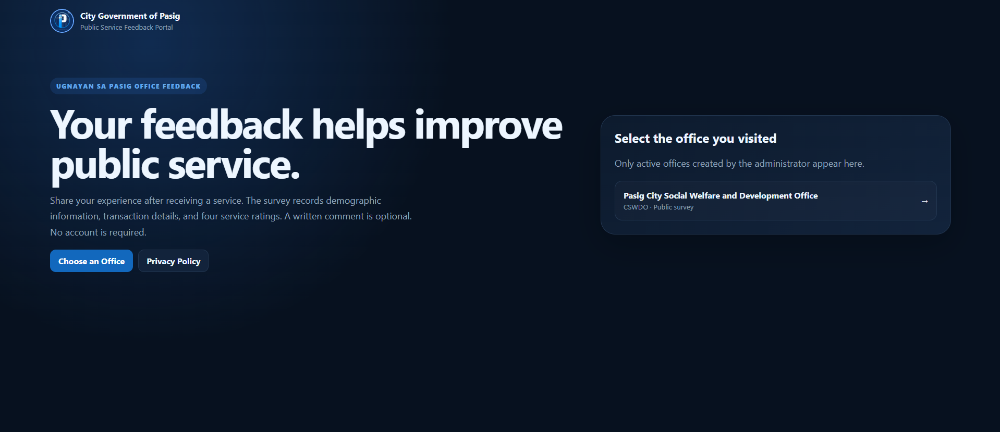 City Government of Pasig
Public Service Feedback Portal
UGNAYAN SA PASIG OFFICE FEEDBACK
Your feedback helps improve
public service.
Share your experience after receiving a service. The survey records demographic
information, transaction details, and four service ratings. A written comment is optional.
No account is required.
Choose an Office
Privacy Policy
Select the office you visited
Only active offices created by the administrator appear here.
Pasig City Social Welfare and Development Office
CSWDO · Public survey
→